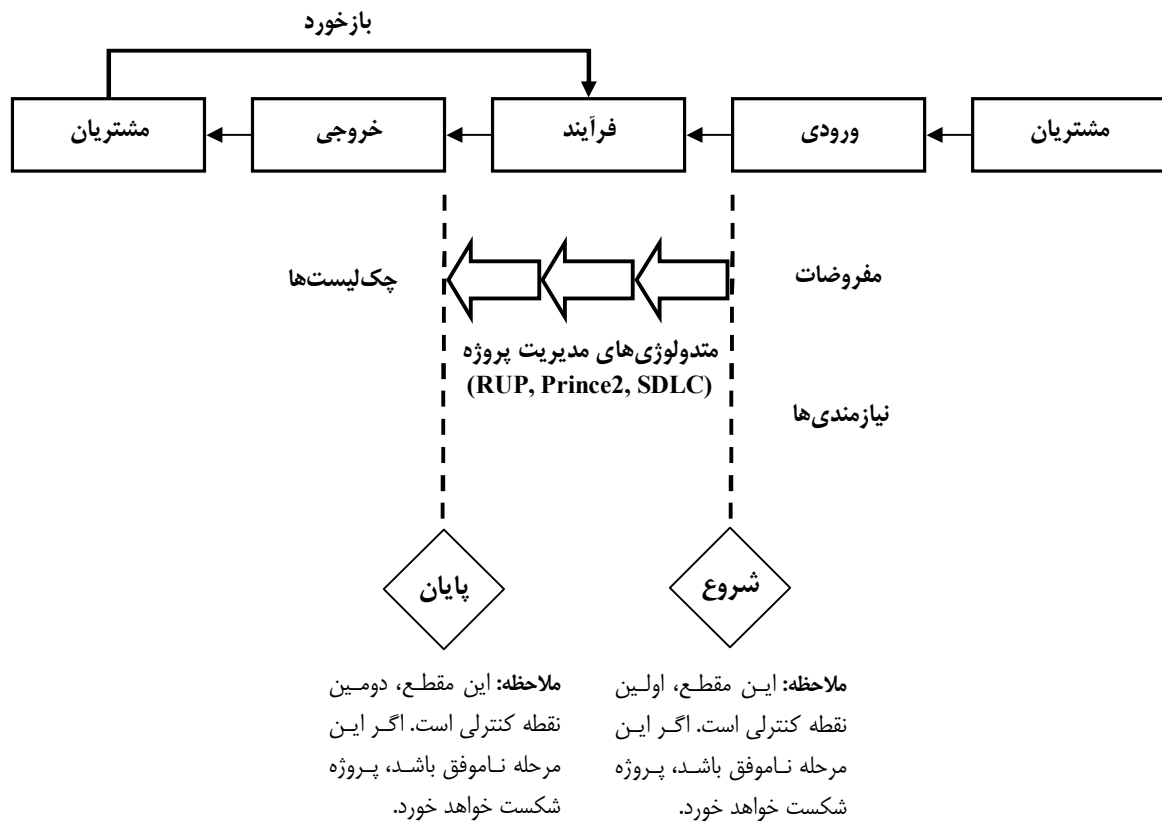 بازخورد
مشتریان
ورودی
فرآیند
خروجی
مشتریان
مفروضات
چک‌لیست‌ها
متدولوژی‌های مدیریت پروژه
(RUP, Prince2, SDLC)
نیازمندی‌ها
شروع
پایان
ملاحظه: این مقطع، اولین
نقطه کنترلی است. اگر این
مرحله ناموفق باشد، پروژه
شکست خواهد خورد.
ملاحظه: این مقطع، دومین
نقطه کنترلی است. اگر این
مرحله ناموفق باشد، پروژه
شکست خواهد خورد.